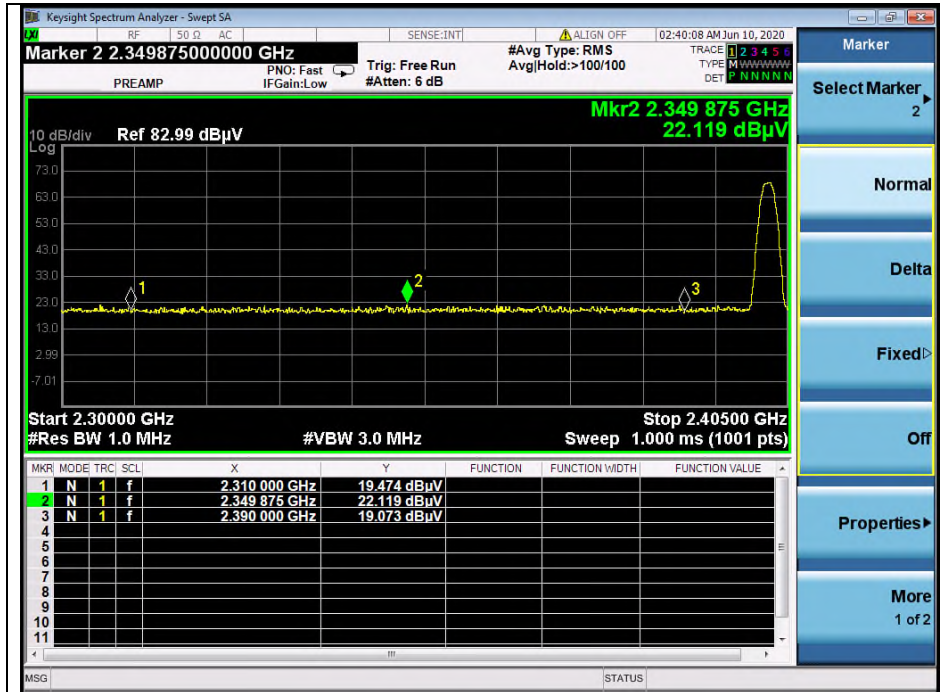 Keysight Spectrum Analyzer - Swept SA
LXI RF 50 Ω AC SENSE:INT ALIGN OFF 02:40:08 AM Jun 10, 2020
Marker 2 2.349875000000 GHz
PREAMP
PNO: Fast
IFGain:Low
Trig: Free Run
#Atten: 6 dB
#Avg Type: RMS
Avg|Hold:>100/100
TRACE 1 2 3 4 5 6
TYPE M WWWWW
DET P N N N N N
Mkr2 2.349 875 GHz
22.119 dBµV
10 dB/div Ref 82.99 dBµV
Log
73.0
63.0
53.0
43.0
33.0
23.0
13.0
2.99
-7.01
1
2
3
Start 2.30000 GHz Stop 2.40500 GHz
#Res BW 1.0 MHz #VBW 3.0 MHz Sweep 1.000 ms (1001 pts)
MKR MODE TRC SCL X Y FUNCTION FUNCTION WIDTH FUNCTION VALUE
1 N 1 f 2.310 000 GHz 19.474 dBµV
2 N 1 f 2.349 875 GHz 22.119 dBµV
3 N 1 f 2.390 000 GHz 19.073 dBµV
4
5
6
7
8
9
10
11
MSG STATUS
Marker
Select Marker
2
Normal
Delta
Fixed
Off
Properties
More
1 of 2